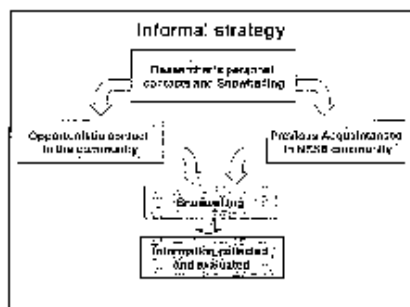 Informal strategy
Researcher's personal
contacts and Snowballing
Opportunistic contact
in the community
Previous Acquaintances
in NESB community
Snowballing
Information collected
and evaluated